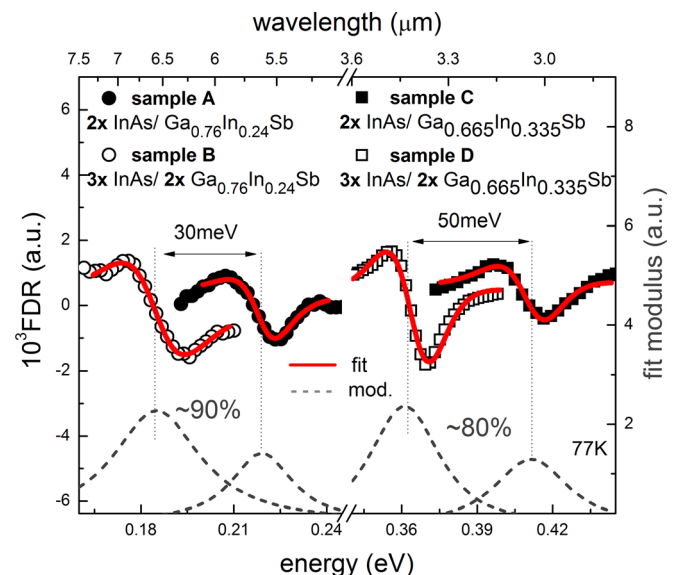 wavelength (μm)
7.5 7 6.5 6 5.5 3.6 3.3 3.0
sample A
2x InAs/ Ga0.76In0.24Sb
sample B
3x InAs/ 2x Ga0.76In0.24Sb
sample C
2x InAs/ Ga0.665In0.335Sb
sample D
3x InAs/ 2x Ga0.665In0.335Sb
30meV
50meV
fit
mod.
~90%
~80%
77K
10³FDR (a.u.)
6
4
2
0
-2
-4
-6
fit modulus (a.u.)
8
6
4
2
0.18 0.21 0.24 0.36 0.39 0.42
energy (eV)